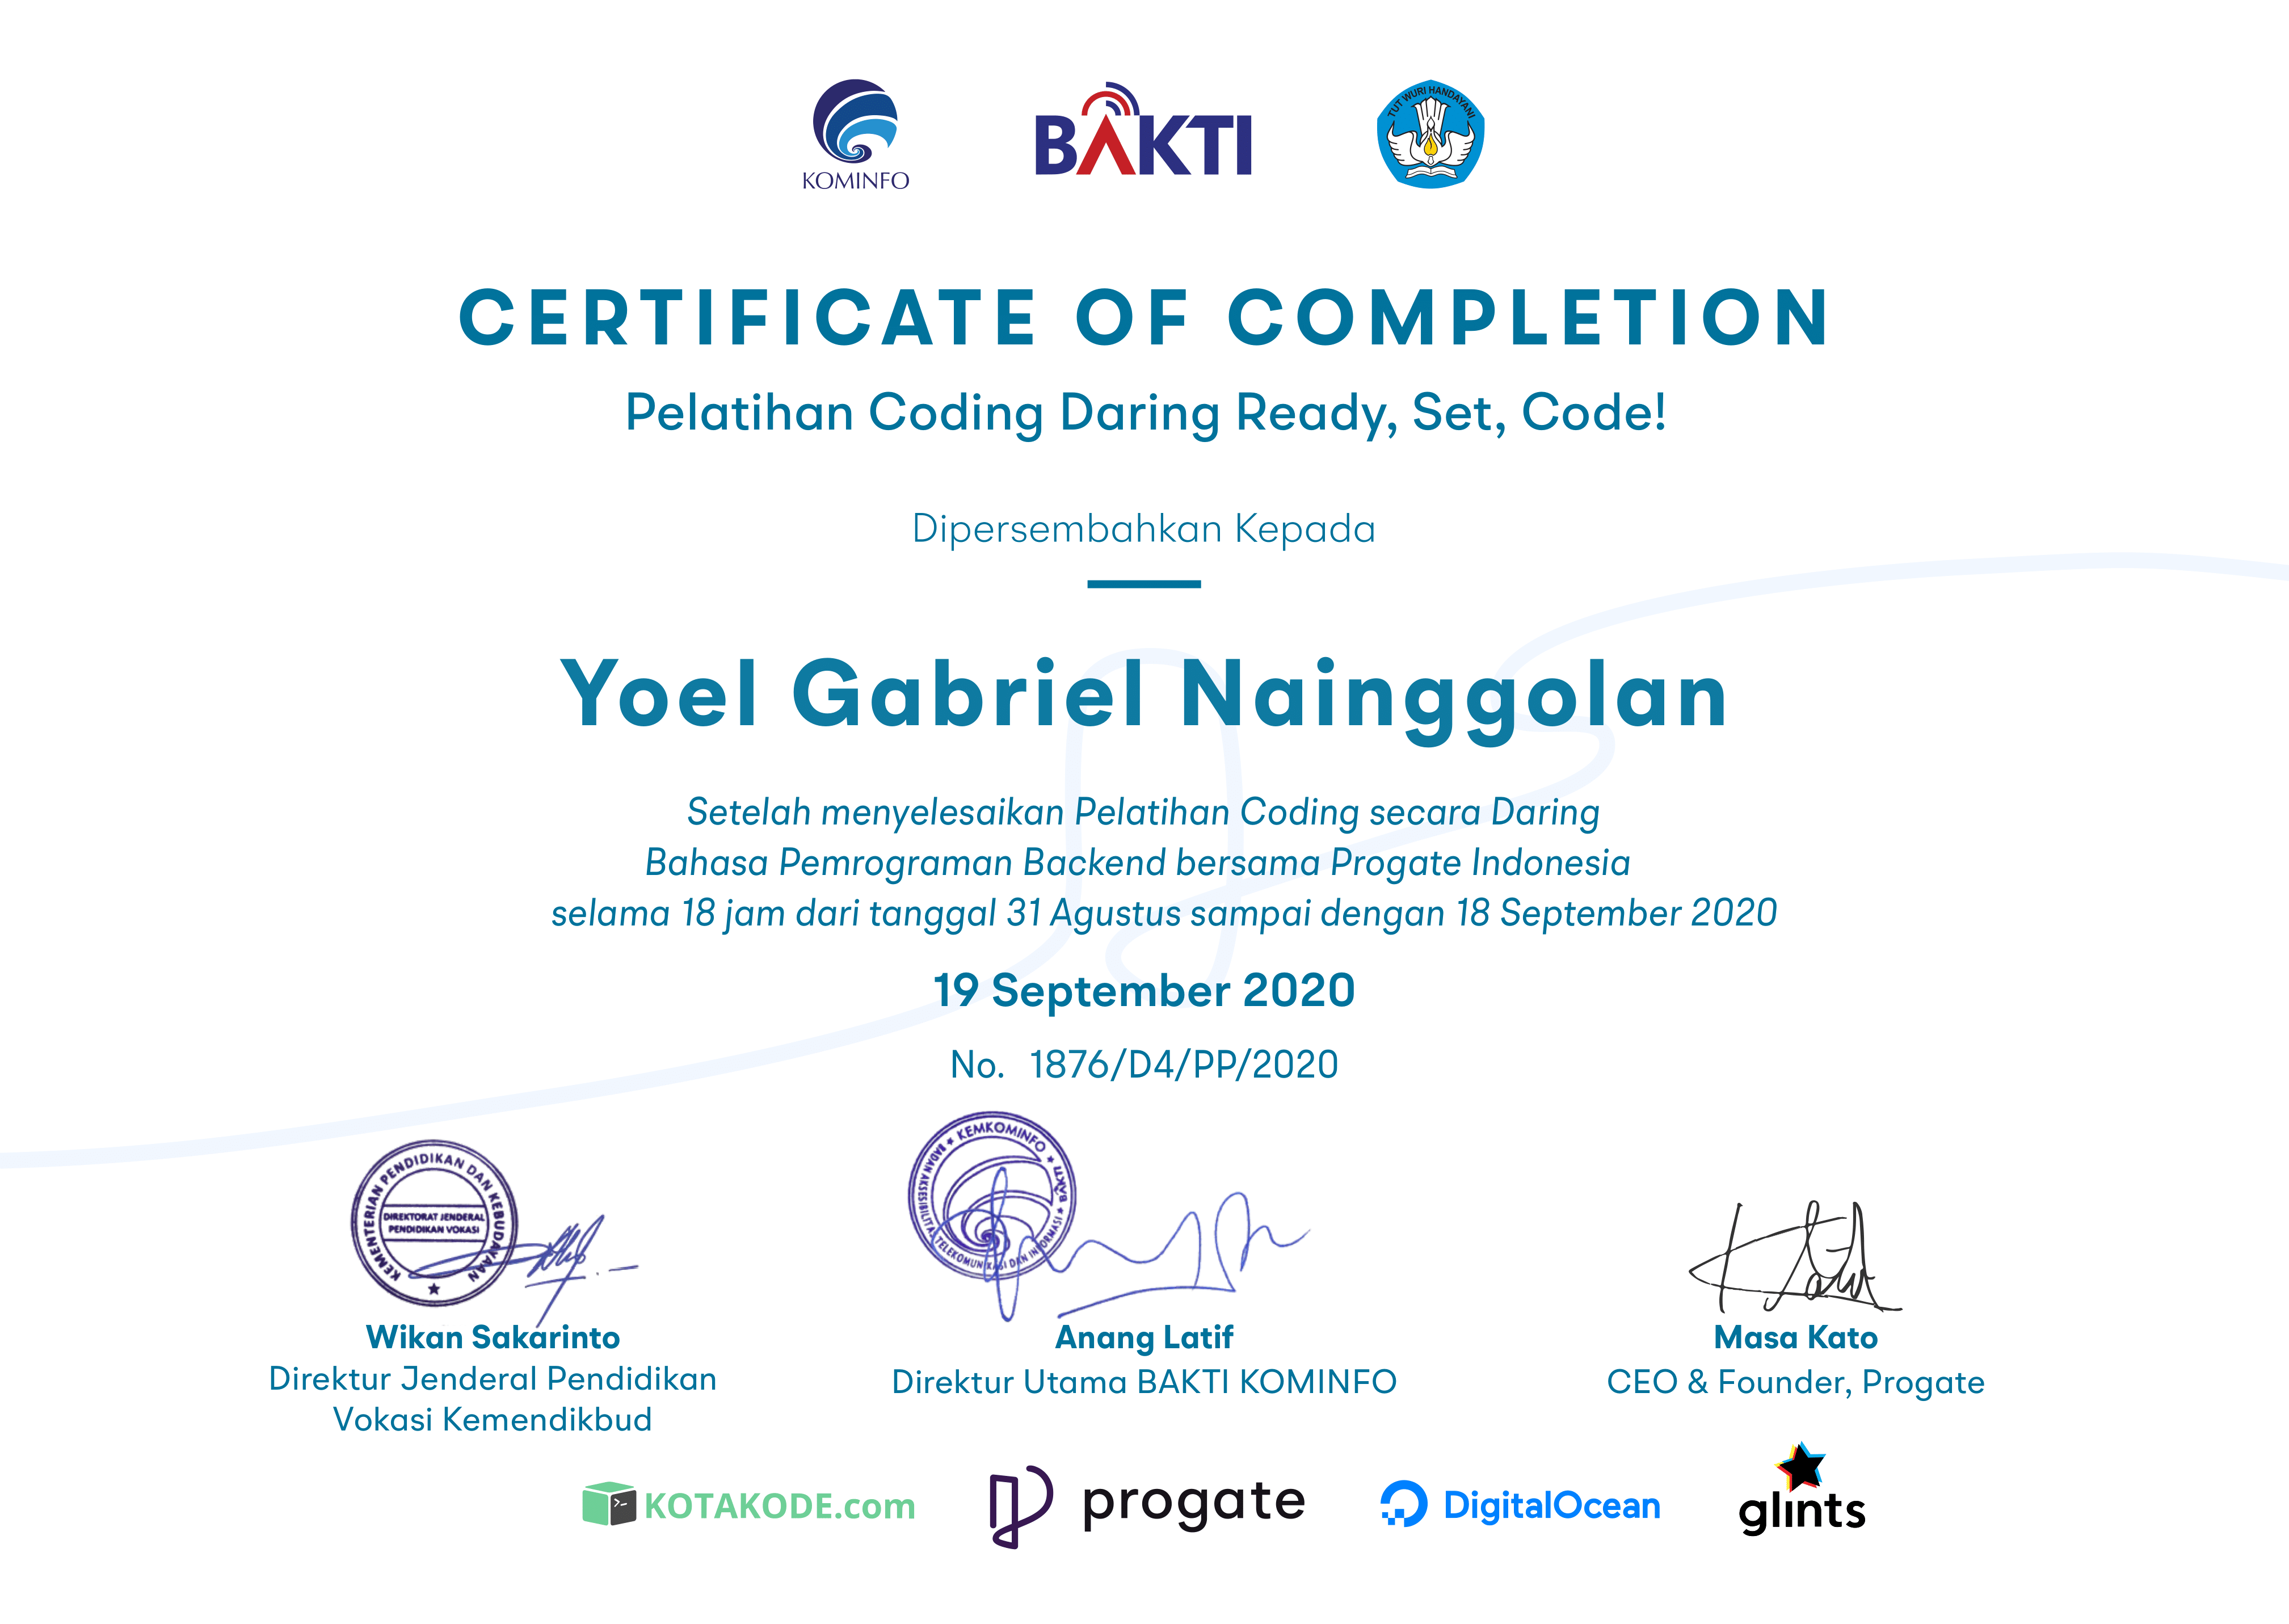 KOMINFO
BAKTI
TUT WURI HANDAYANI
CERTIFICATE OF COMPLETION
Pelatihan Coding Daring Ready, Set, Code!
Dipersembahkan Kepada
Yoel Gabriel Nainggolan
Setelah menyelesaikan Pelatihan Coding secara Daring
Bahasa Pemrograman Backend bersama Progate Indonesia
selama 18 jam dari tanggal 31 Agustus sampai dengan 18 September 2020
19 September 2020
No. 1876/D4/PP/2020
KEMENTERIAN PENDIDIKAN DAN KEBUDAYAAN
DIREKTORAT JENDERAL
PENDIDIKAN VOKASI
KEMKOMINFO ★ BAKTI ★
BADAN AKSESIBILITAS TELEKOMUNIKASI DAN INFORMASI ★
Wikan Sakarinto
Direktur Jenderal Pendidikan
Vokasi Kemendikbud
Anang Latif
Direktur Utama BAKTI KOMINFO
Masa Kato
CEO & Founder, Progate
KOTAKODE.com
progate
DigitalOcean
glints